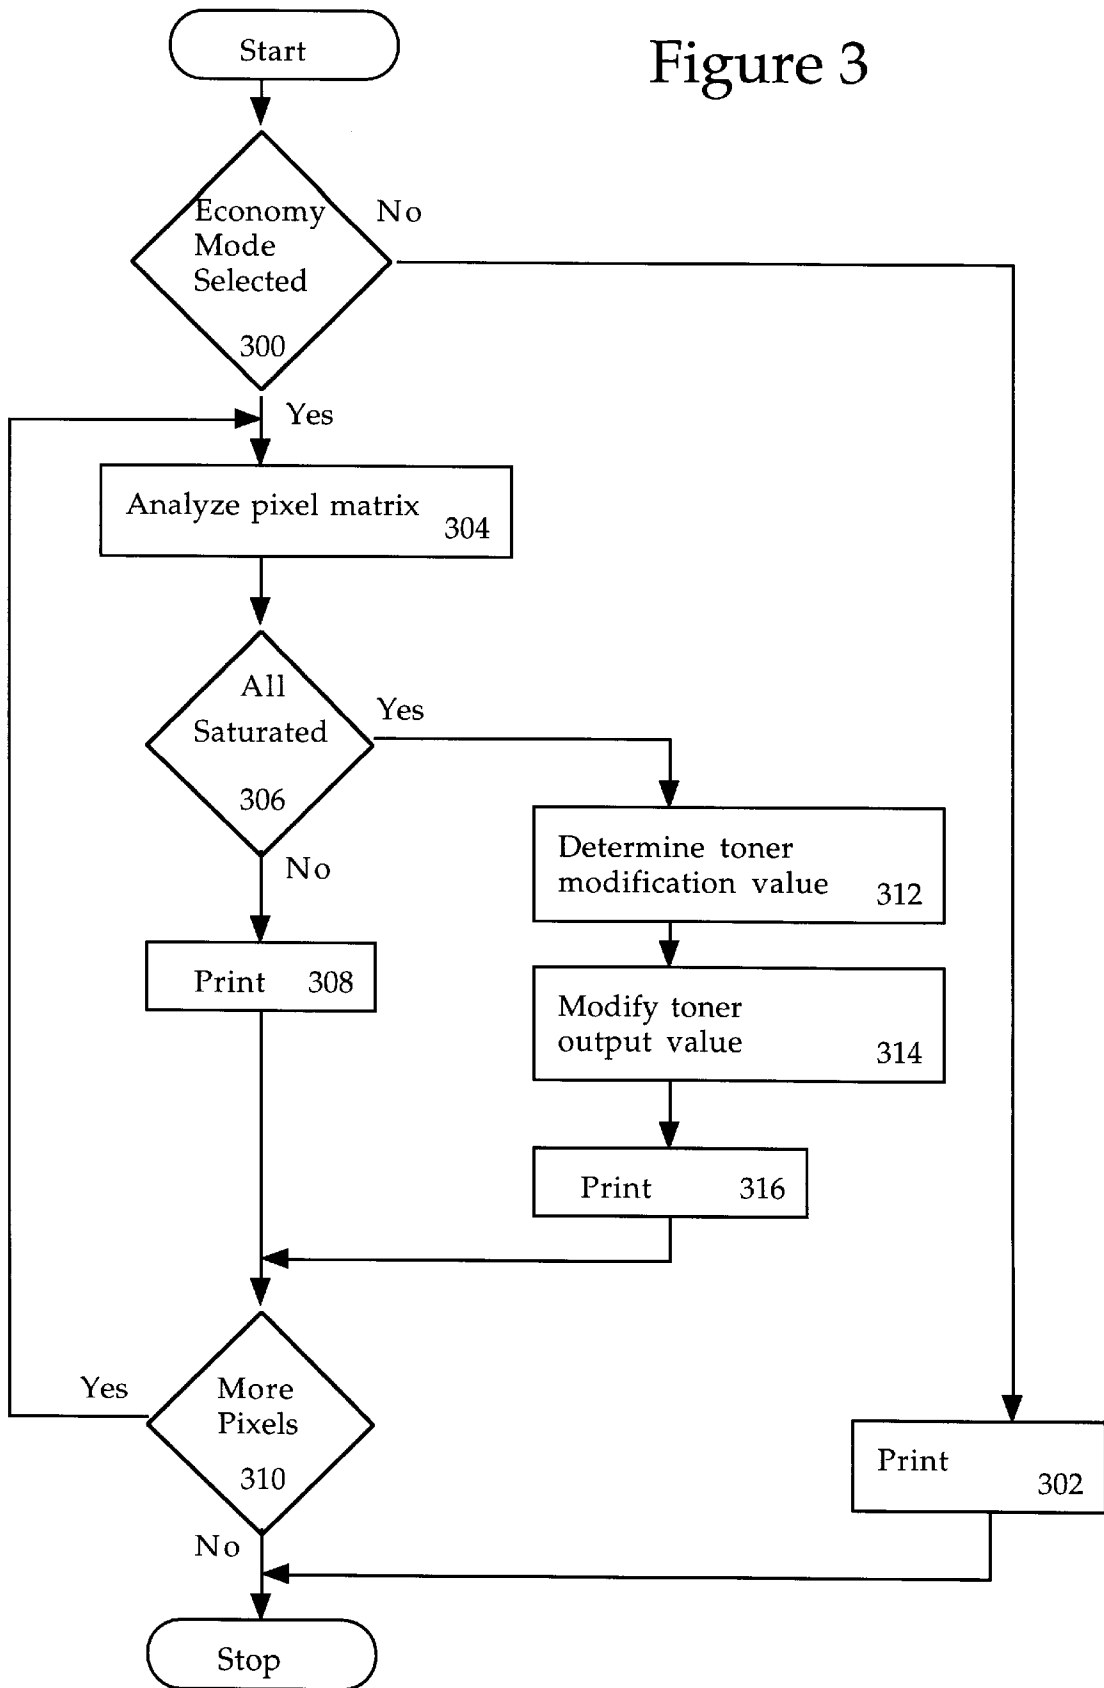 Figure 3
Start
Economy
Mode
Selected
300
No
Yes
Analyze pixel matrix
304
All
Saturated
306
Yes
No
Determine toner
modification value
312
Print 308
Modify toner
output value
314
Print 316
More
Pixels
310
Yes
No
Print
302
Stop